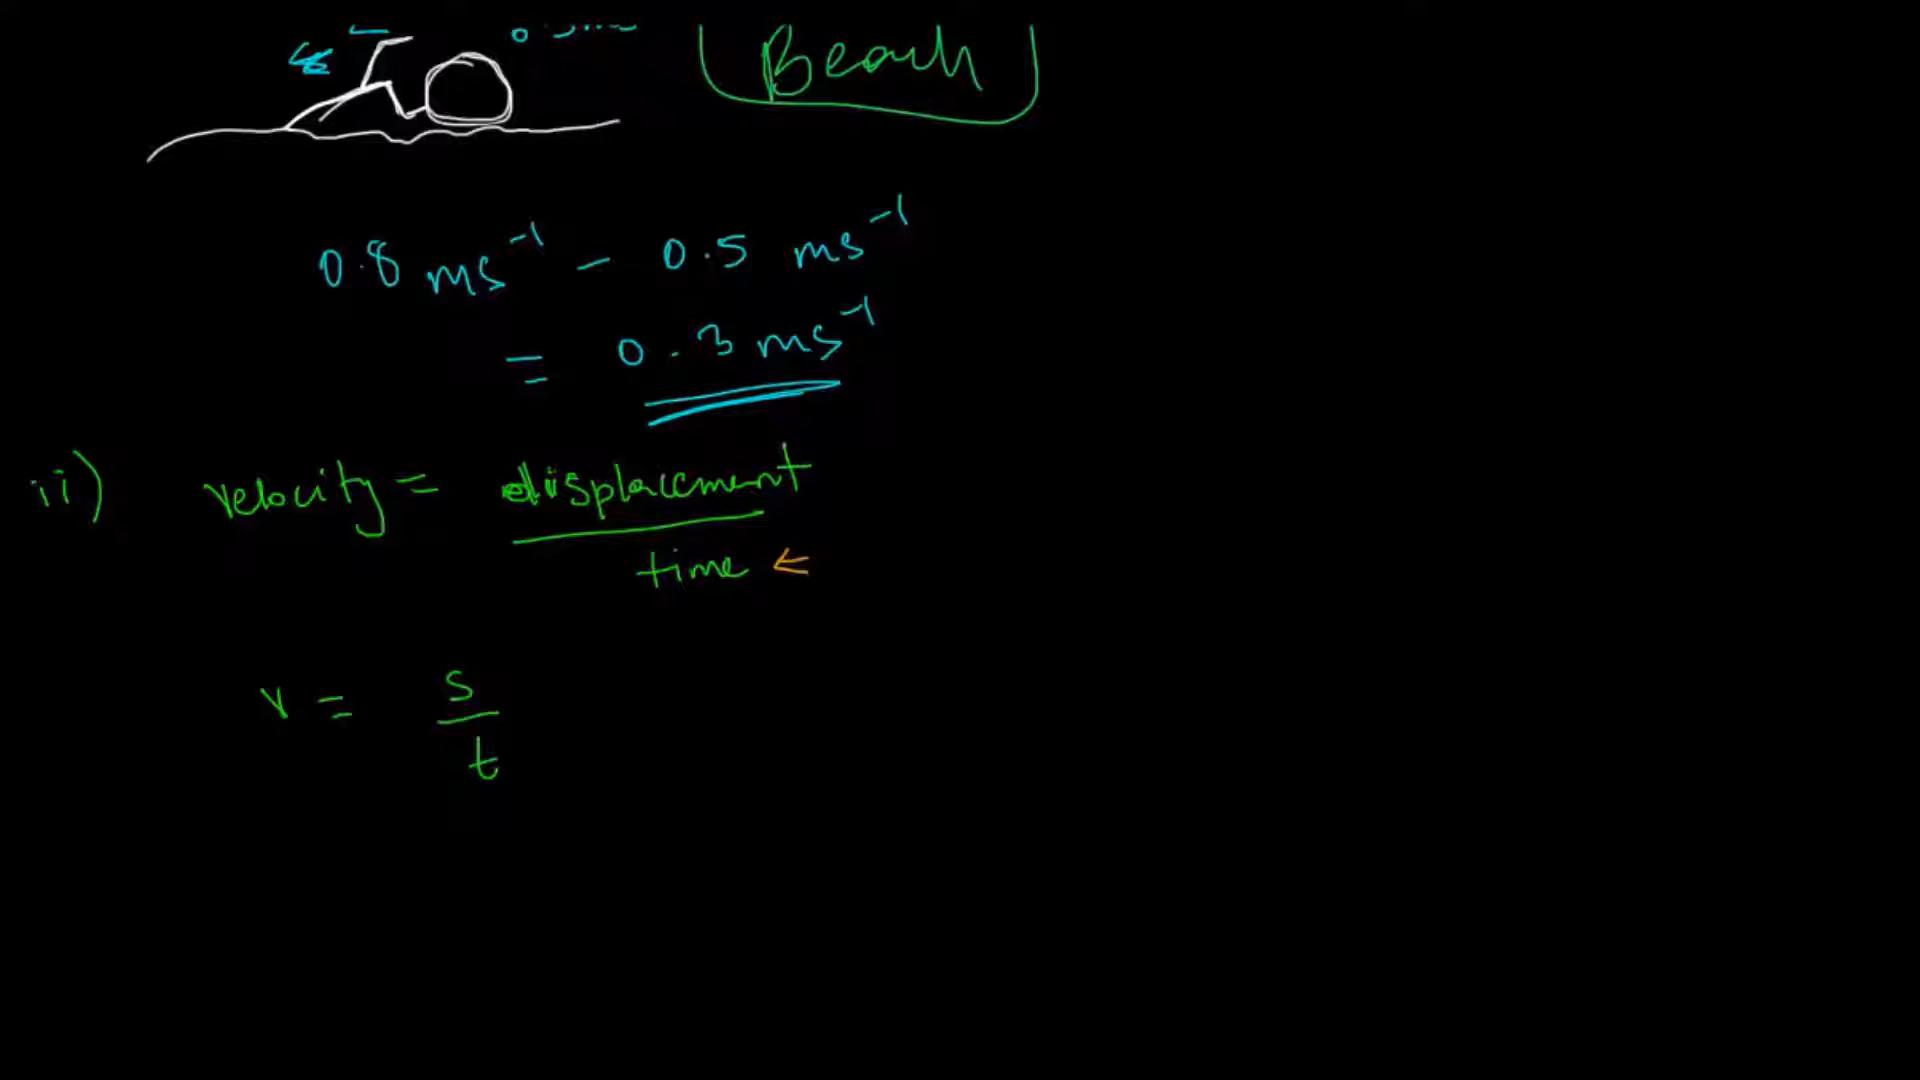 Beach
0.8 ms⁻¹ - 0.5 ms⁻¹
= 0.3 ms⁻¹
ii) velocity = displacement
time ←
v = s
t